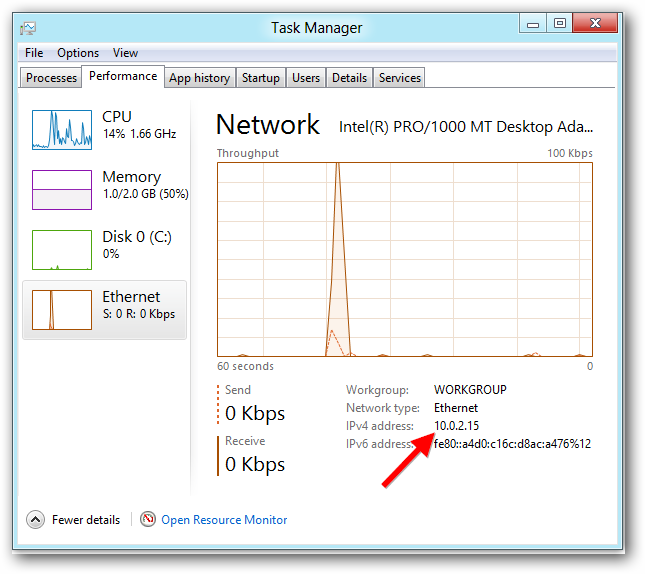 Task Manager
File Options View
Processes Performance App history Startup Users Details Services
CPU
14% 1.66 GHz
Memory
1.0/2.0 GB (50%)
Disk 0 (C:)
0%
Ethernet
S: 0 R: 0 Kbps
Network Intel(R) PRO/1000 MT Desktop Ada...
Throughput 100 Kbps
60 seconds 0
Send
0 Kbps
Receive
0 Kbps
Workgroup: WORKGROUP
Network type: Ethernet
IPv4 address: 10.0.2.15
IPv6 address: fe80::a4d0:c16c:d8ac:a476%12
Fewer details Open Resource Monitor